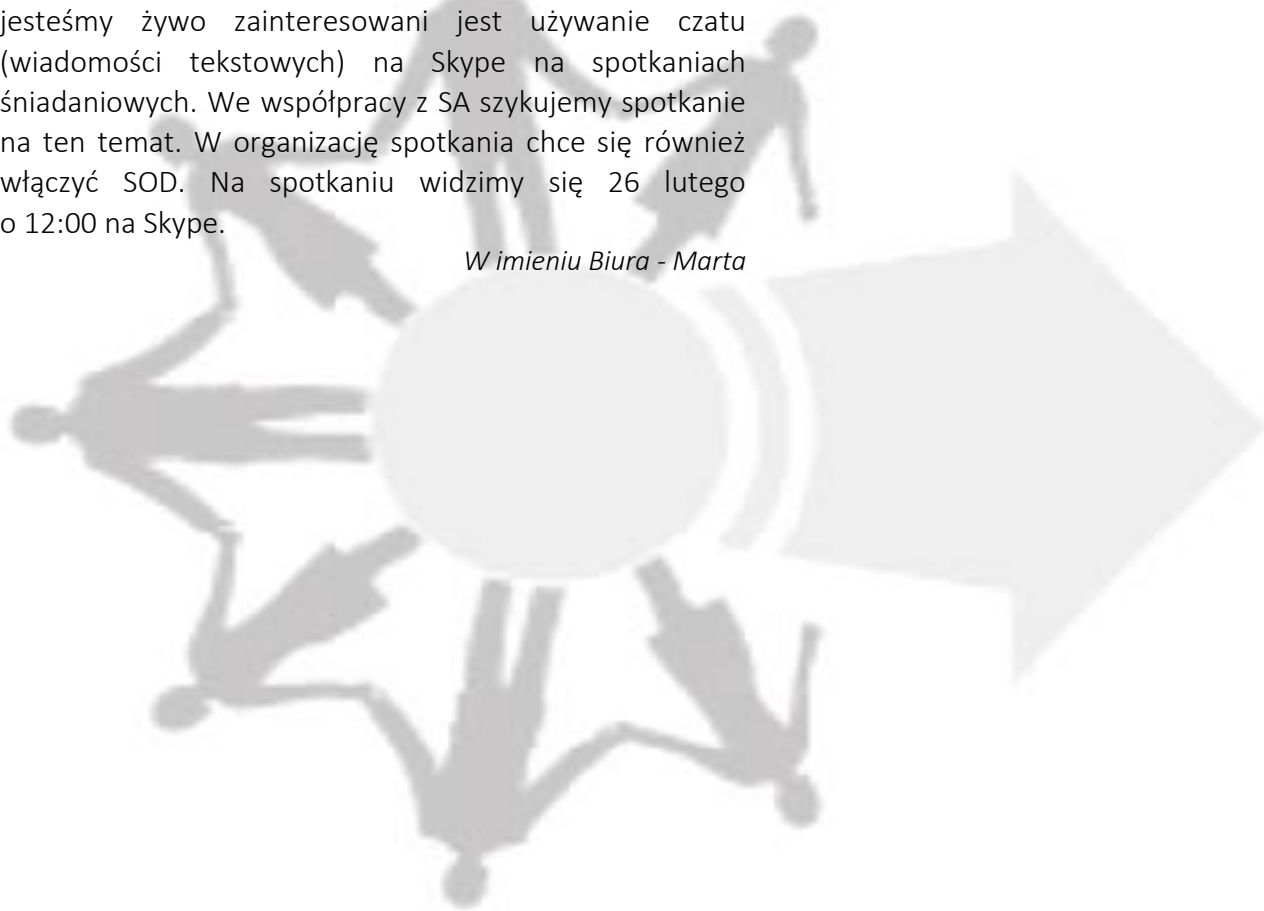 jesteśmy żywo zainteresowani jest używanie czatu
(wiadomości tekstowych) na Skype na spotkaniach
śniadaniowych. We współpracy z SA szykujemy spotkanie
na ten temat. W organizację spotkania chce się również
włączyć SOD. Na spotkaniu widzimy się 26 lutego
o 12:00 na Skype.
W imieniu Biura - Marta